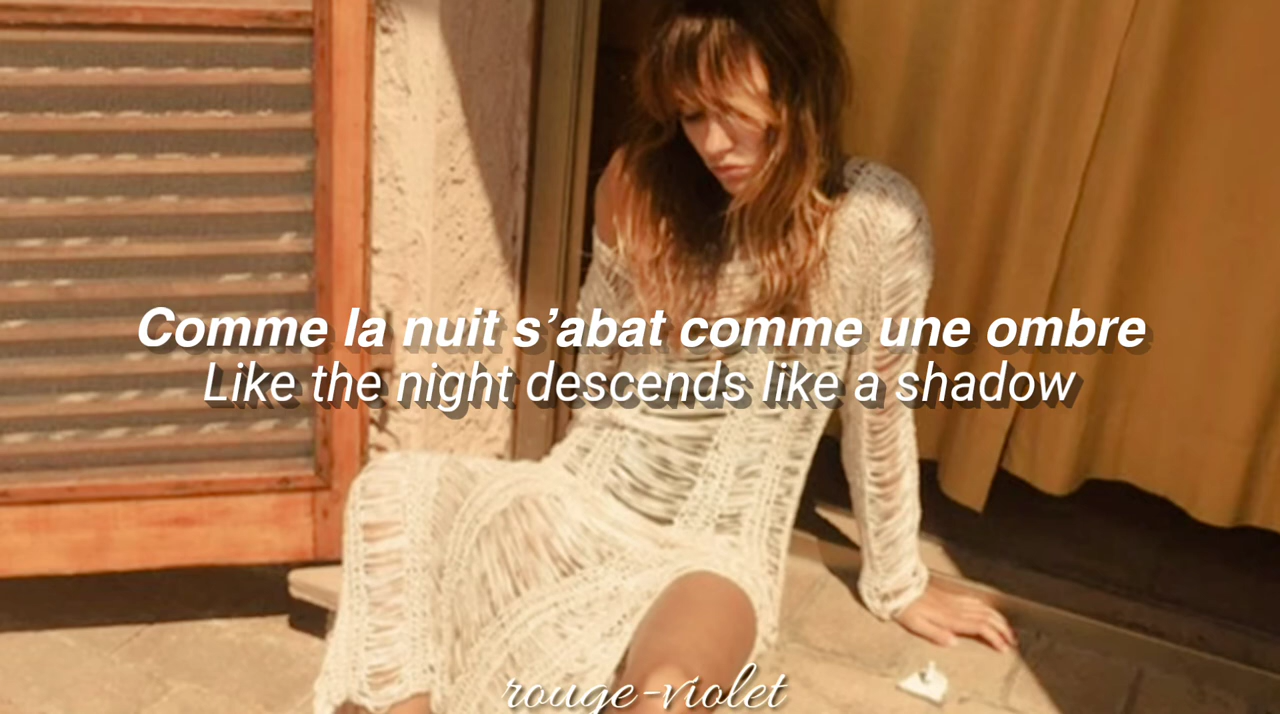 Comme la nuit s’abat comme une ombre
Like the night descends like a shadow
rouge-violet